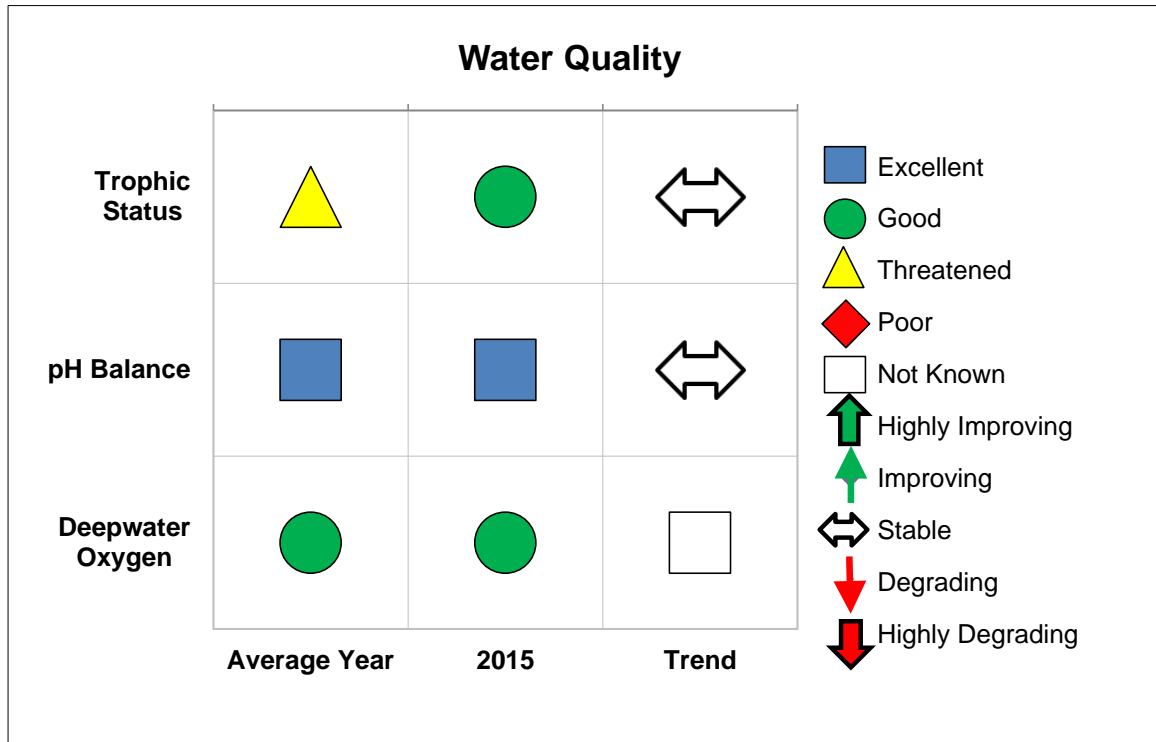 Water Quality
Trophic
Status
pH Balance
Deepwater
Oxygen
Average Year
2015
Trend
Excellent
Good
Threatened
Poor
Not Known
Highly Improving
Improving
Stable
Degrading
Highly Degrading